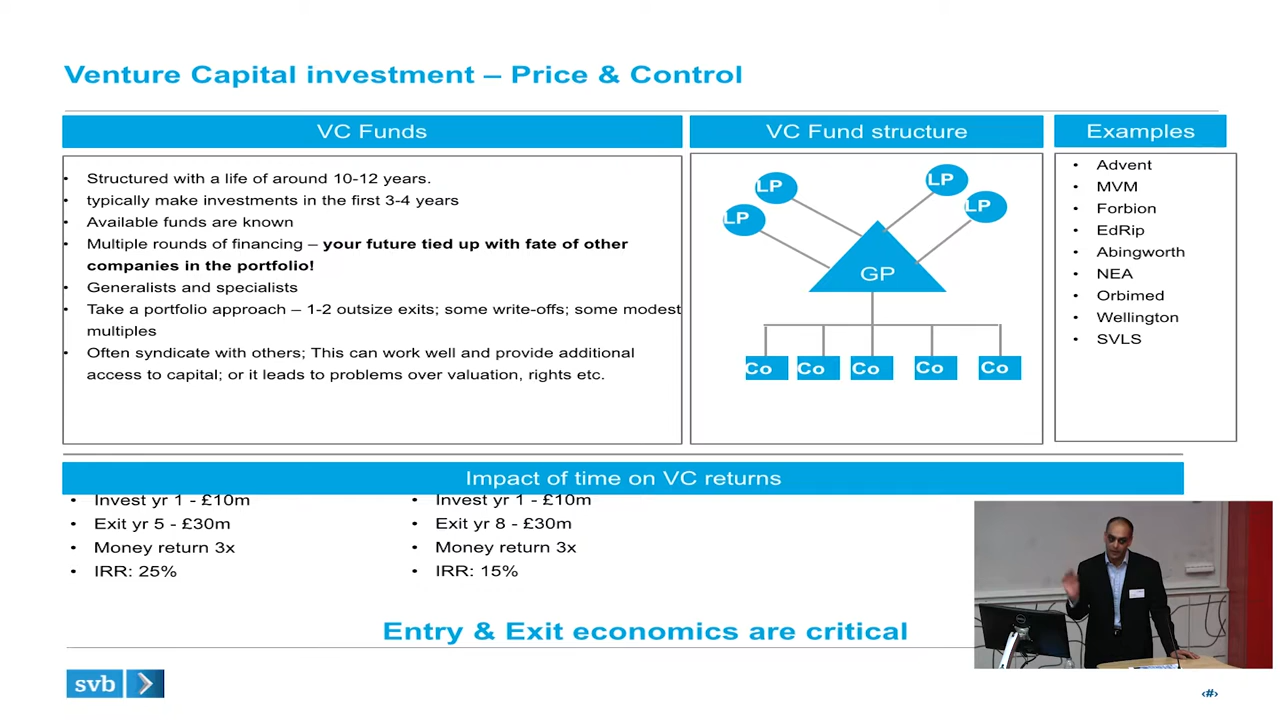 Venture Capital investment – Price & Control
VC Funds
• Structured with a life of around 10-12 years.
• typically make investments in the first 3-4 years
• Available funds are known
• Multiple rounds of financing – your future tied up with fate of other
companies in the portfolio!
• Generalists and specialists
• Take a portfolio approach – 1-2 outsize exits; some write-offs; some modest
multiples
• Often syndicate with others; This can work well and provide additional
access to capital; or it leads to problems over valuation, rights etc.
VC Fund structure
LP
LP
LP
LP
GP
Co
Co
Co
Co
Co
Examples
• Advent
• MVM
• Forbion
• EdRip
• Abingworth
• NEA
• Orbimed
• Wellington
• SVLS
Impact of time on VC returns
• Invest yr 1 - £10m
• Exit yr 5 - £30m
• Money return 3x
• IRR: 25%
• Invest yr 1 - £10m
• Exit yr 8 - £30m
• Money return 3x
• IRR: 15%
Entry & Exit economics are critical
svb
‹#›